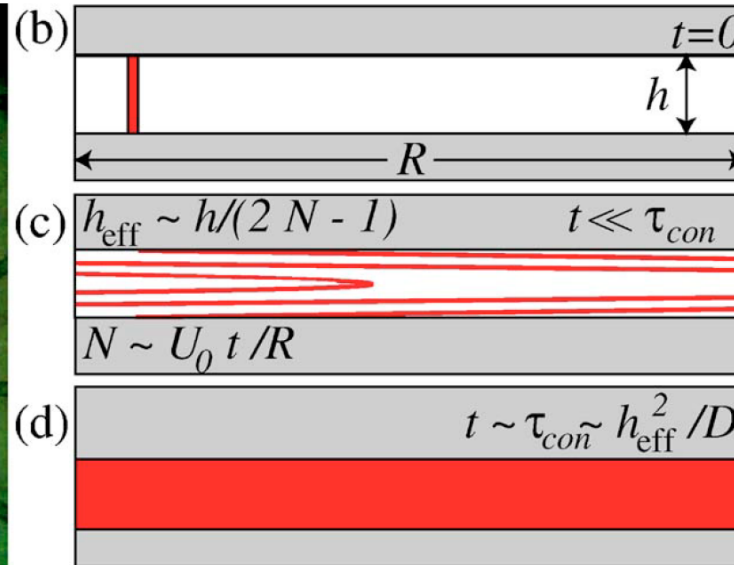 (b)
t=0
h
R
(c)
h_eff ~ h/(2 N - 1)
t ≪ τ_con
N ~ U_0 t/R
(d)
t ~ τ_con ~ h_eff^2/D